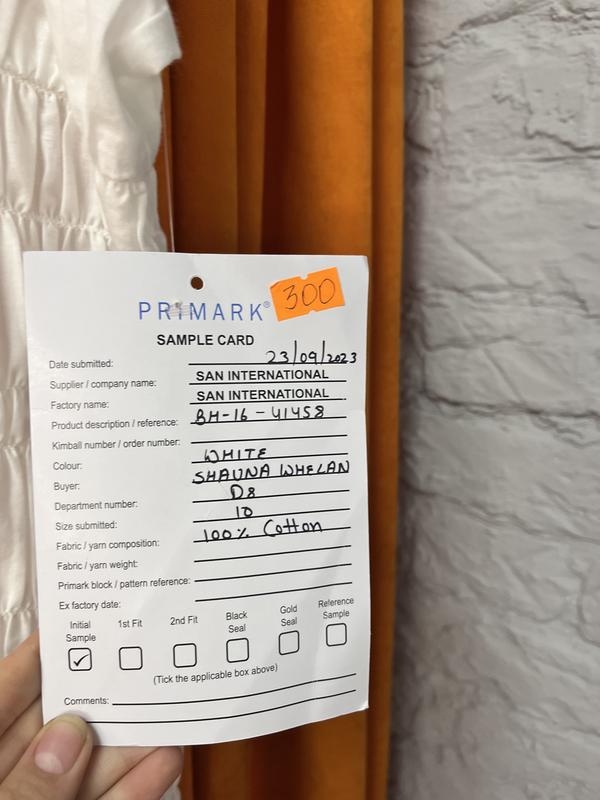 PRIMARK®
300
SAMPLE CARD
Date submitted: 23/09/2023
Supplier / company name: SAN INTERNATIONAL
Factory name: SAN INTERNATIONAL
Product description / reference: BH-16-41458
Kimball number / order number:
Colour: WHITE
Buyer: SHAUNA WHELAN
Department number: D8
Size submitted: 10
Fabric / yarn composition: 100% Cotton
Fabric / yarn weight:
Primark block / pattern reference:
Ex factory date:
Initial Sample
1st Fit
2nd Fit
Black Seal
Gold Seal
Reference Sample
(Tick the applicable box above)
Comments: